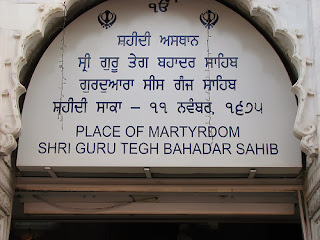 ੴ
ਸ਼ਹੀਦੀ ਅਸਥਾਨ
ਸ੍ਰੀ ਗੁਰੂ ਤੇਗ ਬਹਾਦਰ ਸਾਹਿਬ
ਗੁਰਦੁਆਰਾ ਸੀਸ ਗੰਜ ਸਾਹਿਬ
ਸ਼ਹੀਦੀ ਸਾਕਾ - ੧੧ ਨਵੰਬਰ, ੧੬੭੫
PLACE OF MARTYRDOM
SHRI GURU TEGH BAHADAR SAHIB